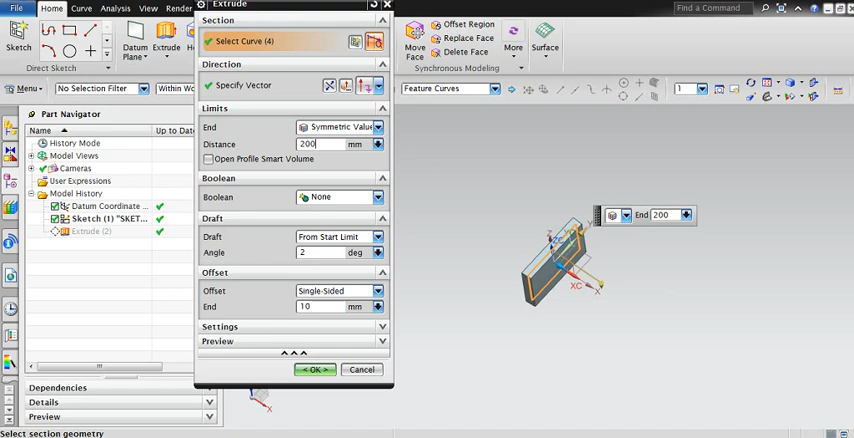 File
Home
Curve
Analysis
View
Find a Command
Sketch
Direct Sketch
Datum
Plane
Extrude
Extrude
Section
Select Curve (4)
Direction
Specify Vector
Limits
End
Symmetric Value
Distance
200
mm
Open Profile Smart Volume
Boolean
Boolean
None
Draft
Draft
From Start Limit
Angle
2
deg
Offset
Offset
Single-Sided
End
10
mm
Settings
Preview
< OK >
Cancel
Move
Face
Offset Region
Replace Face
Delete Face
More
Surface
Synchronous Modeling
Menu
No Selection Filter
Within Wo
Feature Curves
1
Part Navigator
Name
Up to Date
History Mode
Model Views
Cameras
User Expressions
Model History
Datum Coordinate
Sketch (1) "SKET...
Extrude (2)
Dependencies
Details
Preview
End
200
Z
ZC
Y
XC
X
X
Select section geometry